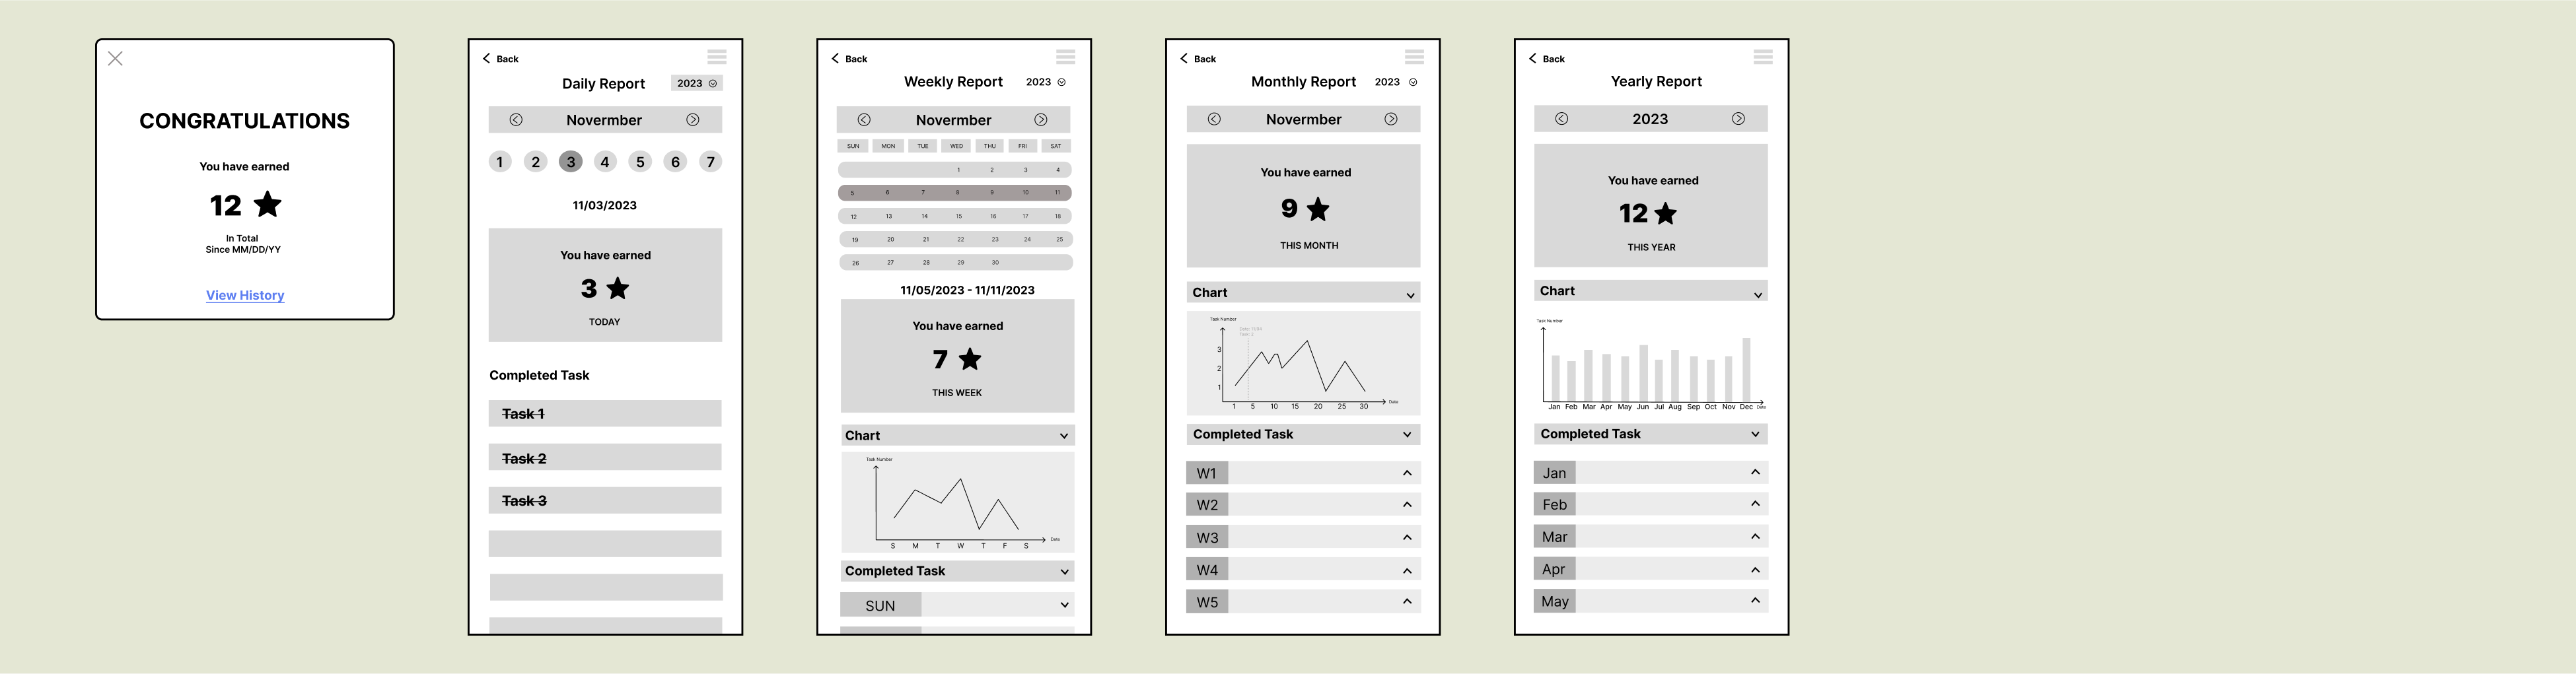 CONGRATULATIONS
You have earned
12
In Total
Since MM/DD/YY
View History
Back
Daily Report
2023
Novermber
1 2 3 4 5 6 7
11/03/2023
You have earned
3
TODAY
Completed Task
Task 1
Task 2
Task 3
Back
Weekly Report
2023
Novermber
SUN MON TUE WED THU FRI SAT
1 2 3 4
5 6 7 8 9 10 11
12 13 14 15 16 17 18
19 20 21 22 23 24 25
26 27 28 29 30
11/05/2023 - 11/11/2023
You have earned
7
THIS WEEK
Chart
Task Number
S M T W T F S
Date
Completed Task
SUN
Back
Monthly Report
2023
Novermber
You have earned
9
THIS MONTH
Chart
Task Number
3
2
1
1 5 10 15 20 25 30
Date
Completed Task
W1
W2
W3
W4
W5
Back
Yearly Report
2023
You have earned
12
THIS YEAR
Chart
Task Number
Jan Feb Mar Apr May Jun Jul Aug Sep Oct Nov Dec
Date
Completed Task
Jan
Feb
Mar
Apr
May